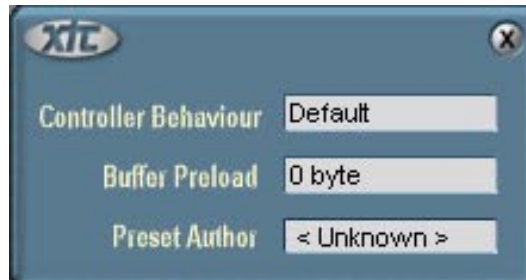 XTC
X
Controller Behaviour Default
Buffer Preload 0 byte
Preset Author < Unknown >